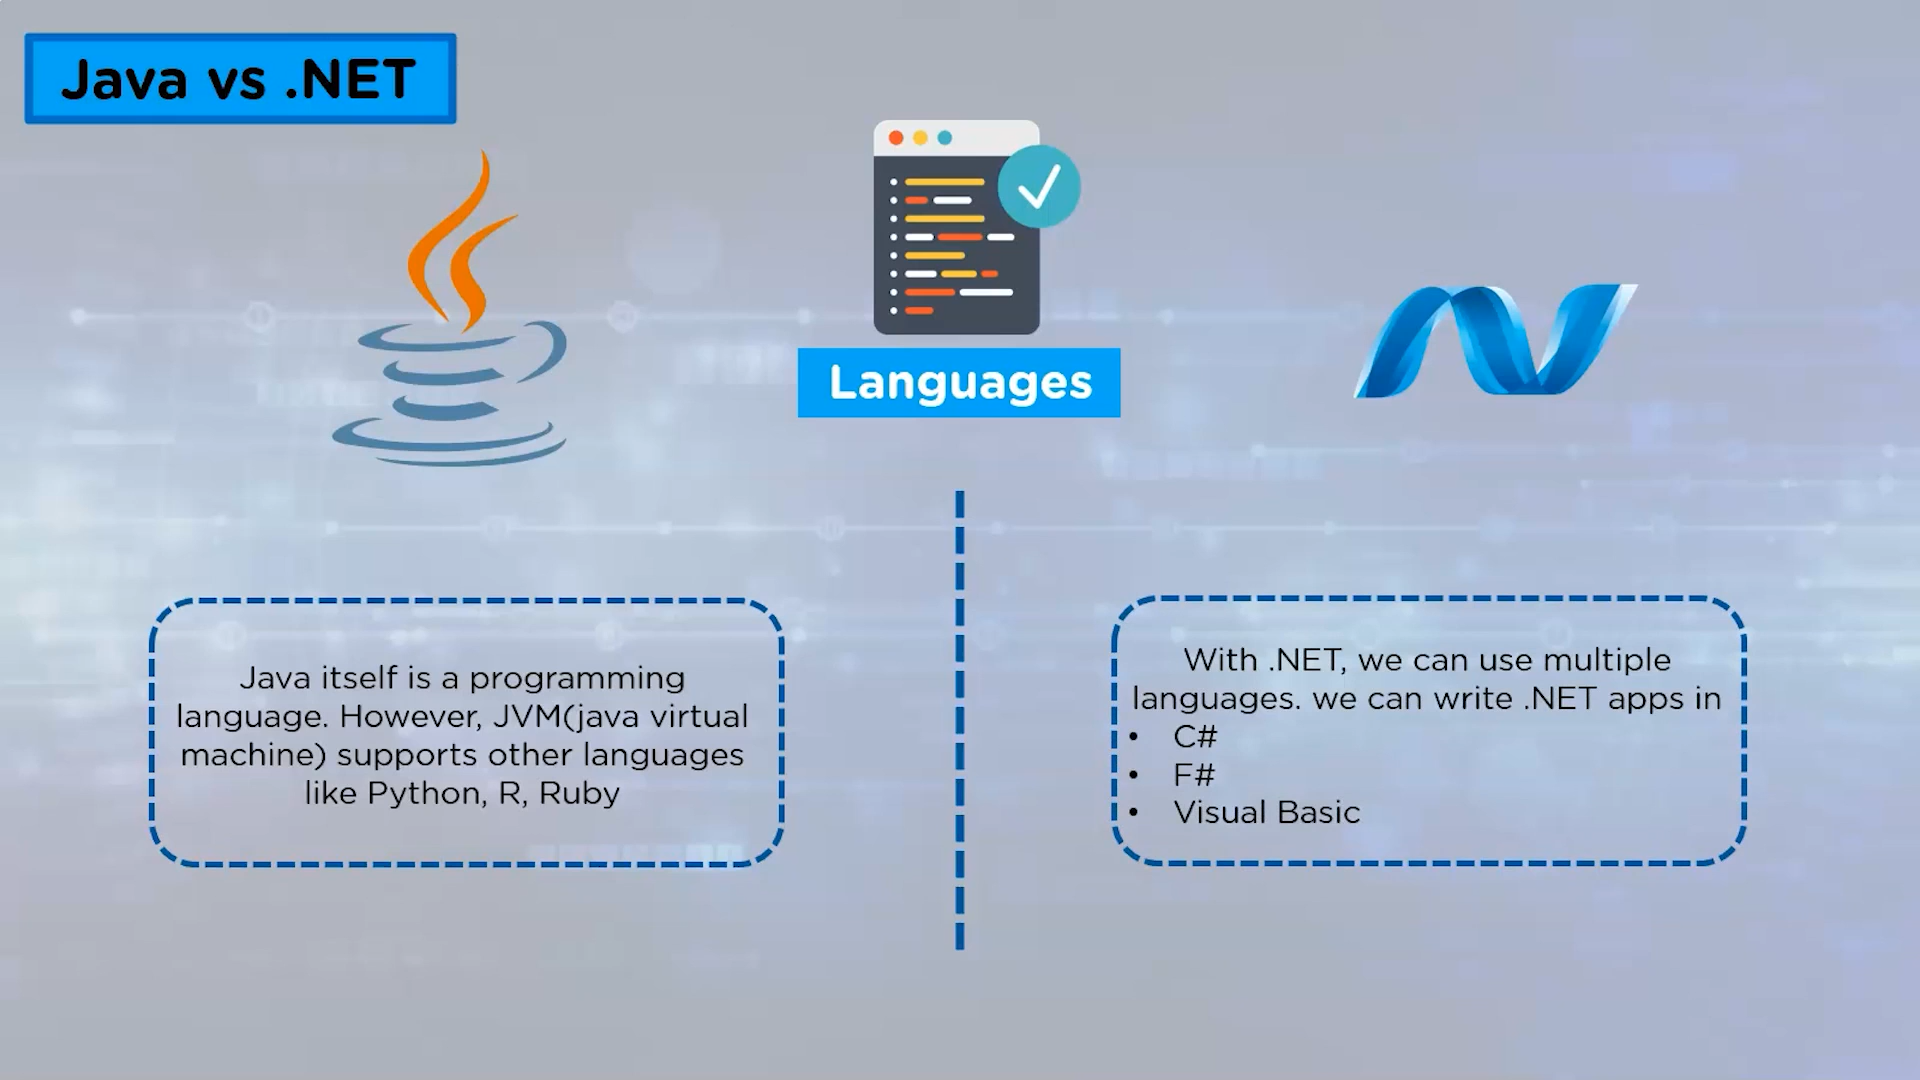 Java vs .NET
Languages
Java itself is a programming
language. However, JVM(java virtual
machine) supports other languages
like Python, R, Ruby
With .NET, we can use multiple
languages. we can write .NET apps in
• C#
• F#
• Visual Basic